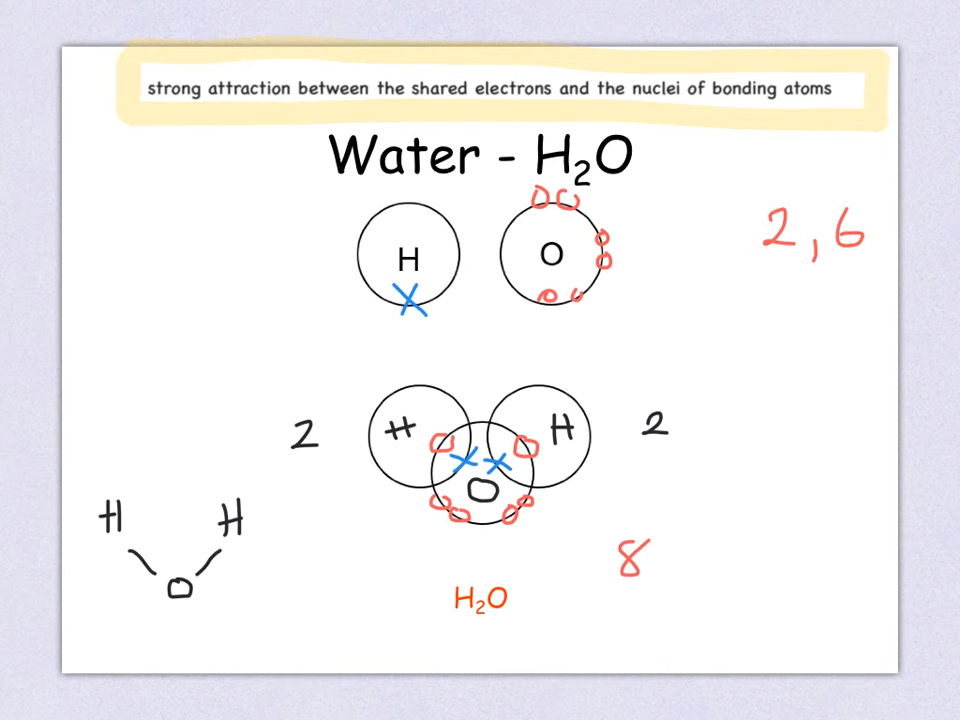 strong attraction between the shared electrons and the nuclei of bonding atoms
Water - H₂O
H O 2,6
2 H H 2
O
H H
O
8
H₂O